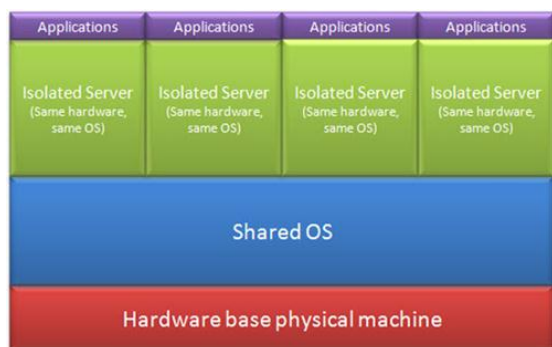 Applications
Applications
Applications
Applications
Isolated Server
(Same hardware,
same OS)
Isolated Server
(Same hardware,
same OS)
Isolated Server
(Same hardware,
same OS)
Isolated Server
(Same hardware,
same OS)
Shared OS
Hardware base physical machine